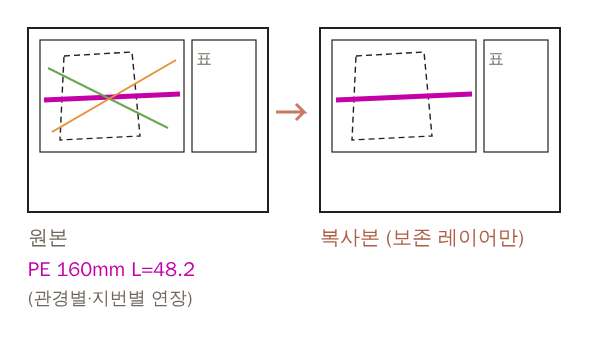 표
표
원본
복사본 (보존 레이어만)
PE 160mm L=48.2
(관경별·지번별 연장)